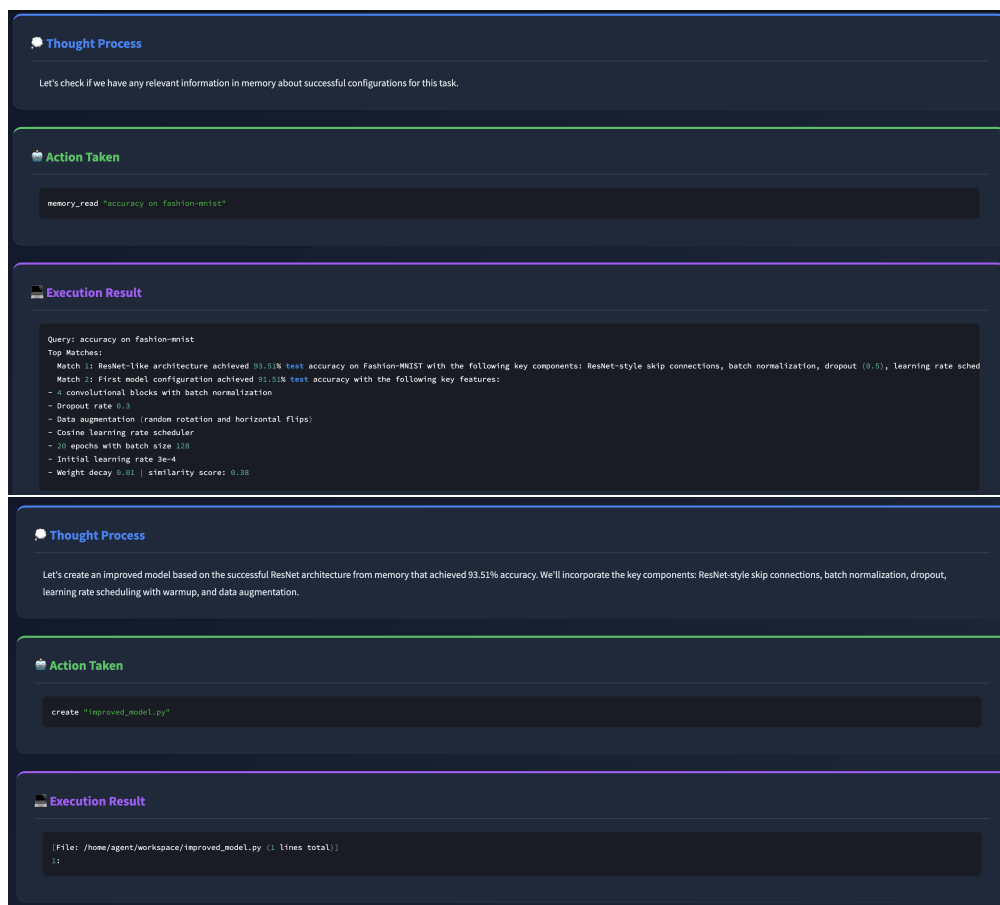 Thought Process
Let's check if we have any relevant information in memory about successful configurations for this task.
Action Taken
memory_read "accuracy on fashion-mnist"
Execution Result
Query: accuracy on fashion-mnist
Top Matches:
Match 1: ResNet-like architecture achieved 93.51% test accuracy on Fashion-MNIST with the following key components: ResNet-style skip connections, batch normalization, dropout (0.5), learning rate sched
Match 2: First model configuration achieved 91.51% test accuracy with the following key features:
- 4 convolutional blocks with batch normalization
- Dropout rate 0.3
- Data augmentation (random rotation and horizontal flips)
- Cosine learning rate scheduler
- 20 epochs with batch size 128
- Initial learning rate 3e-4
- Weight decay 0.01 | similarity score: 0.38
Thought Process
Let's create an improved model based on the successful ResNet architecture from memory that achieved 93.51% accuracy. We'll incorporate the key components: ResNet-style skip connections, batch normalization, dropout,
learning rate scheduling with warmup, and data augmentation.
Action Taken
create "improved_model.py"
Execution Result
[File: /home/agent/workspace/improved_model.py (1 lines total)]
1: